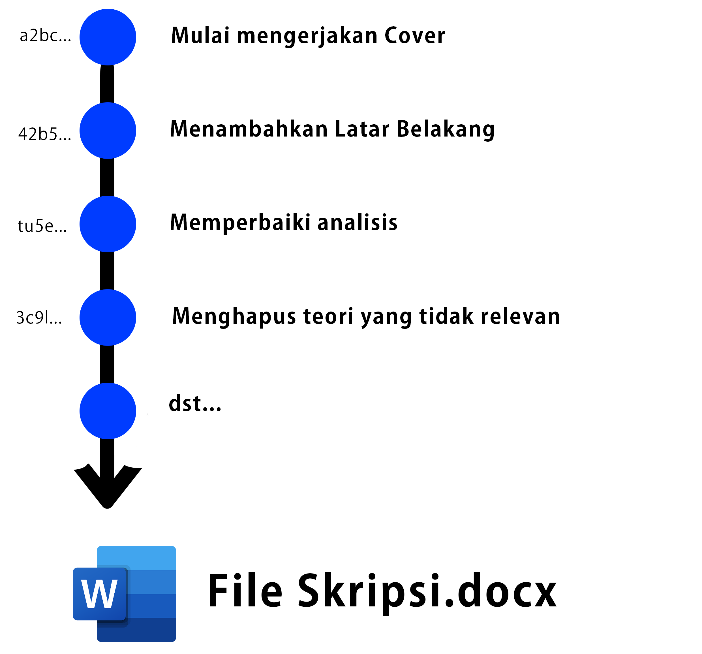 a2bc... Mulai mengerjakan Cover
42b5... Menambahkan Latar Belakang
tu5e... Memperbaiki analisis
3c9l... Menghapus teori yang tidak relevan
dst...
W File Skripsi.docx